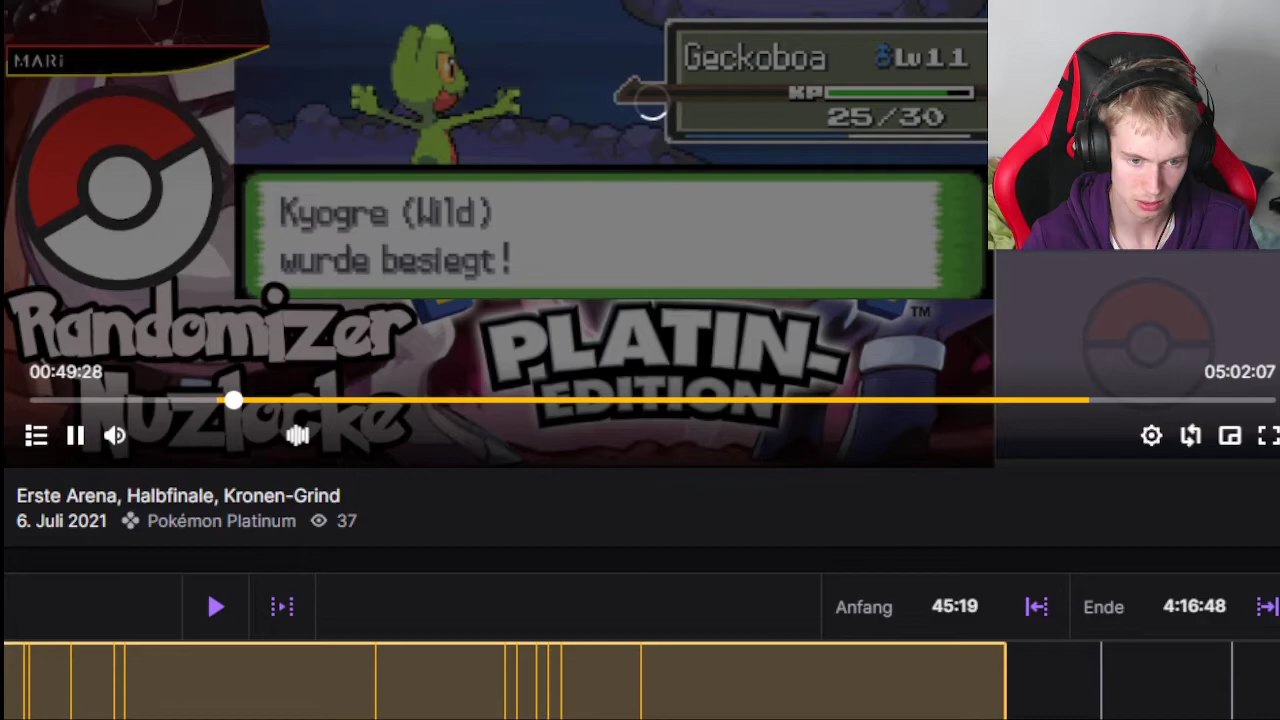 MARi
Geckoboa Lv11
KP
25/30
Kyogre (Wild)
wurde besiegt!
Randomizer
Nuzlocke
PLATIN-
EDITION
TM
00:49:28
05:02:07
Erste Arena, Halbfinale, Kronen-Grind
6. Juli 2021 Pokémon Platinum 37
Anfang 45:19 Ende 4:16:48